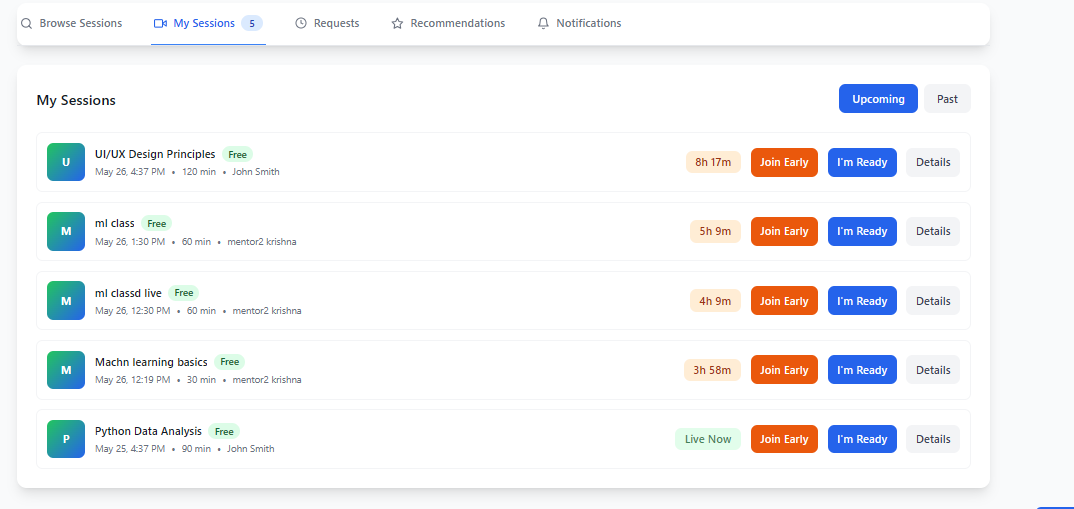 Browse Sessions My Sessions 5 Requests Recommendations Notifications
My Sessions Upcoming Past
U UI/UX Design Principles Free 8h 17m Join Early I'm Ready Details
May 26, 4:37 PM • 120 min • John Smith
M ml class Free 5h 9m Join Early I'm Ready Details
May 26, 1:30 PM • 60 min • mentor2 krishna
M ml classd live Free 4h 9m Join Early I'm Ready Details
May 26, 12:30 PM • 60 min • mentor2 krishna
M Machn learning basics Free 3h 58m Join Early I'm Ready Details
May 26, 12:19 PM • 30 min • mentor2 krishna
P Python Data Analysis Free Live Now Join Early I'm Ready Details
May 25, 4:37 PM • 90 min • John Smith